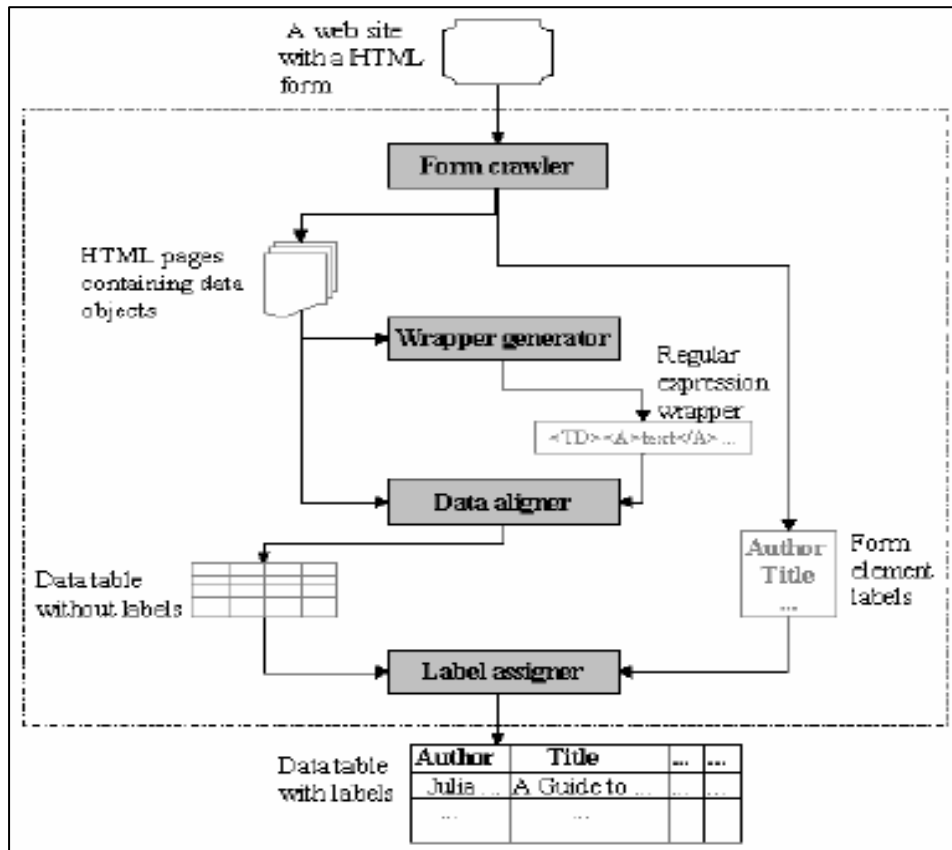 A web site
with a HTML
form
Form crawler
HTML pages
containing data
objects
Wrapper generator
Regular
expression
wrapper
<TD><A>text</A> ...
Data aligner
Author
Title
...
Form
element
labels
Data table
without labels
Label assigner
Data table
with labels
Author Title ... ...
Julia ... A Guide to ... ... ...
... ...